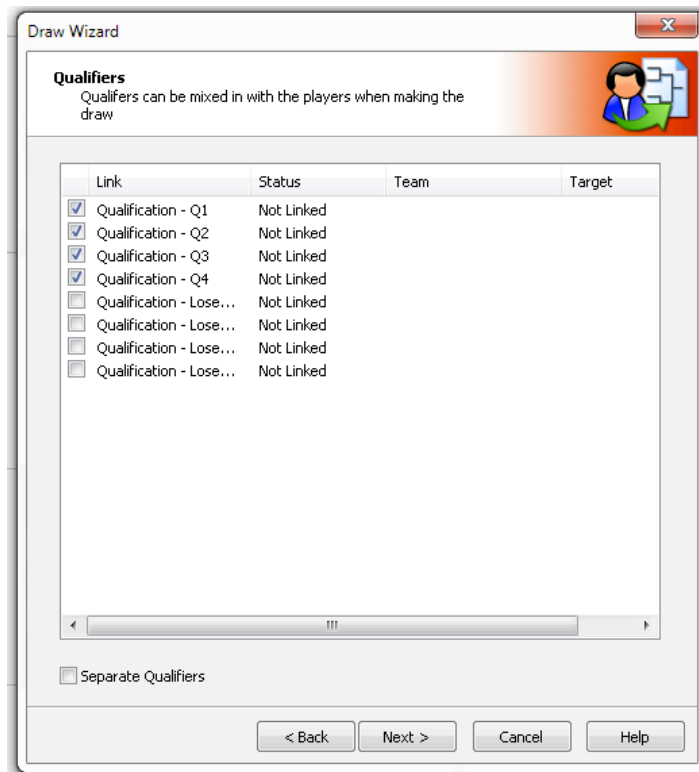 Draw Wizard
Qualifiers
Qualifers can be mixed in with the players when making the
draw
Link Status Team Target
Qualification - Q1 Not Linked
Qualification - Q2 Not Linked
Qualification - Q3 Not Linked
Qualification - Q4 Not Linked
Qualification - Lose... Not Linked
Qualification - Lose... Not Linked
Qualification - Lose... Not Linked
Qualification - Lose... Not Linked
Separate Qualifiers
< Back Next > Cancel Help